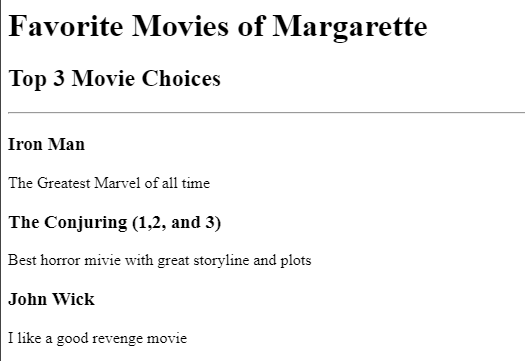 Favorite Movies of Margarette
Top 3 Movie Choices
Iron Man
The Greatest Marvel of all time
The Conjuring (1,2, and 3)
Best horror mivie with great storyline and plots
John Wick
I like a good revenge movie